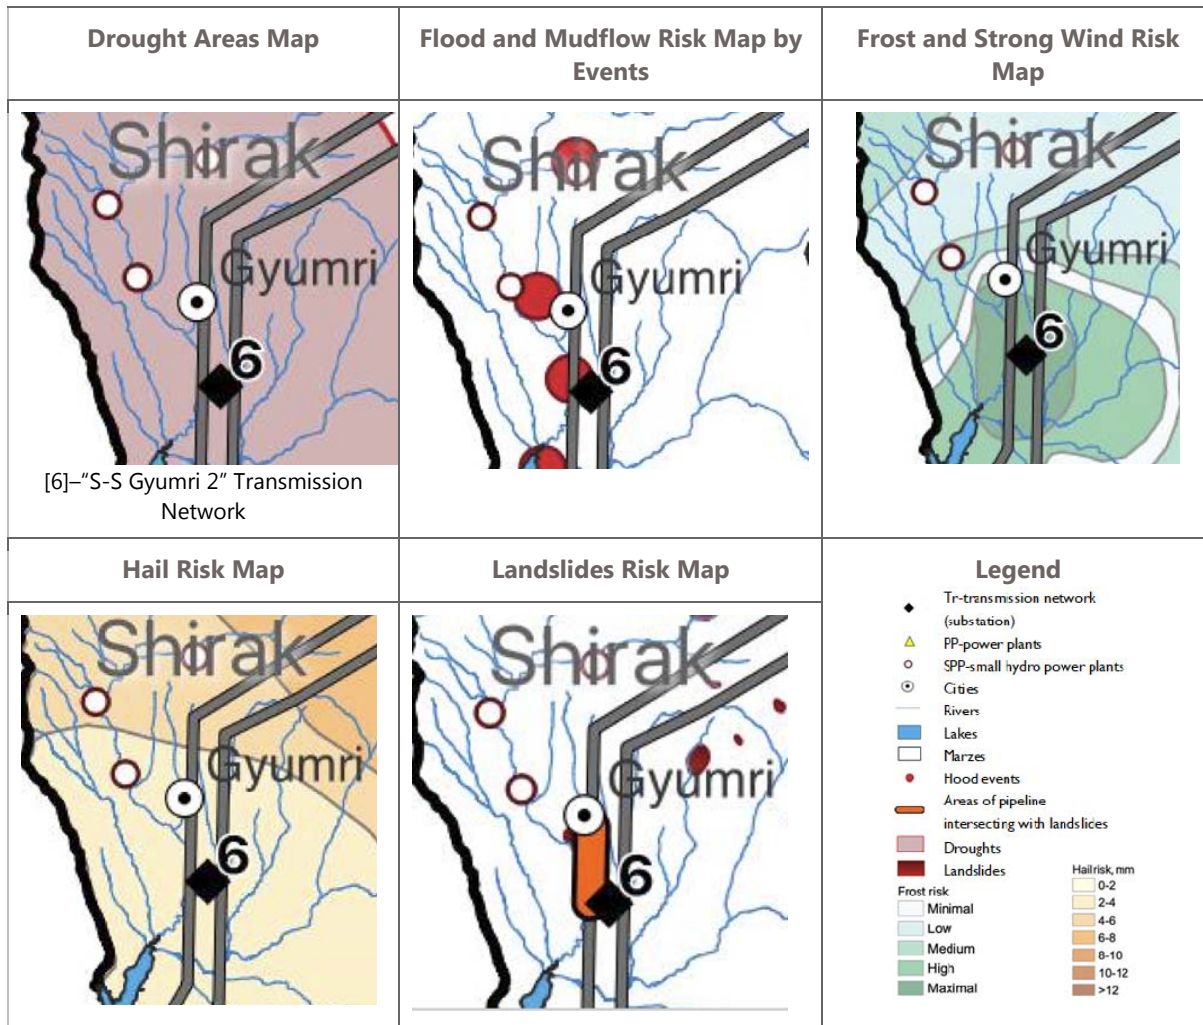 Drought Areas Map
Flood and Mudflow Risk Map by
Events
Frost and Strong Wind Risk
Map
Shirak
Gyumri
6
Shirak
Gyumri
6
Shirak
Gyumri
6
[6]–“S-S Gyumri 2” Transmission
Network
Hail Risk Map
Landslides Risk Map
Legend
Shirak
Gyumri
6
Shirak
Gyumri
6
Tr-transmission network
(substation)
PP-power plants
SPP-small hydro power plants
Cities
Rivers
Lakes
Marzes
Hood events
Areas of pipeline
intersecting with landslides
Droughts
Landslides
Frost risk
Minimal
Low
Medium
High
Maximal
Hail risk, mm
0-2
2-4
4-6
6-8
8-10
10-12
>12